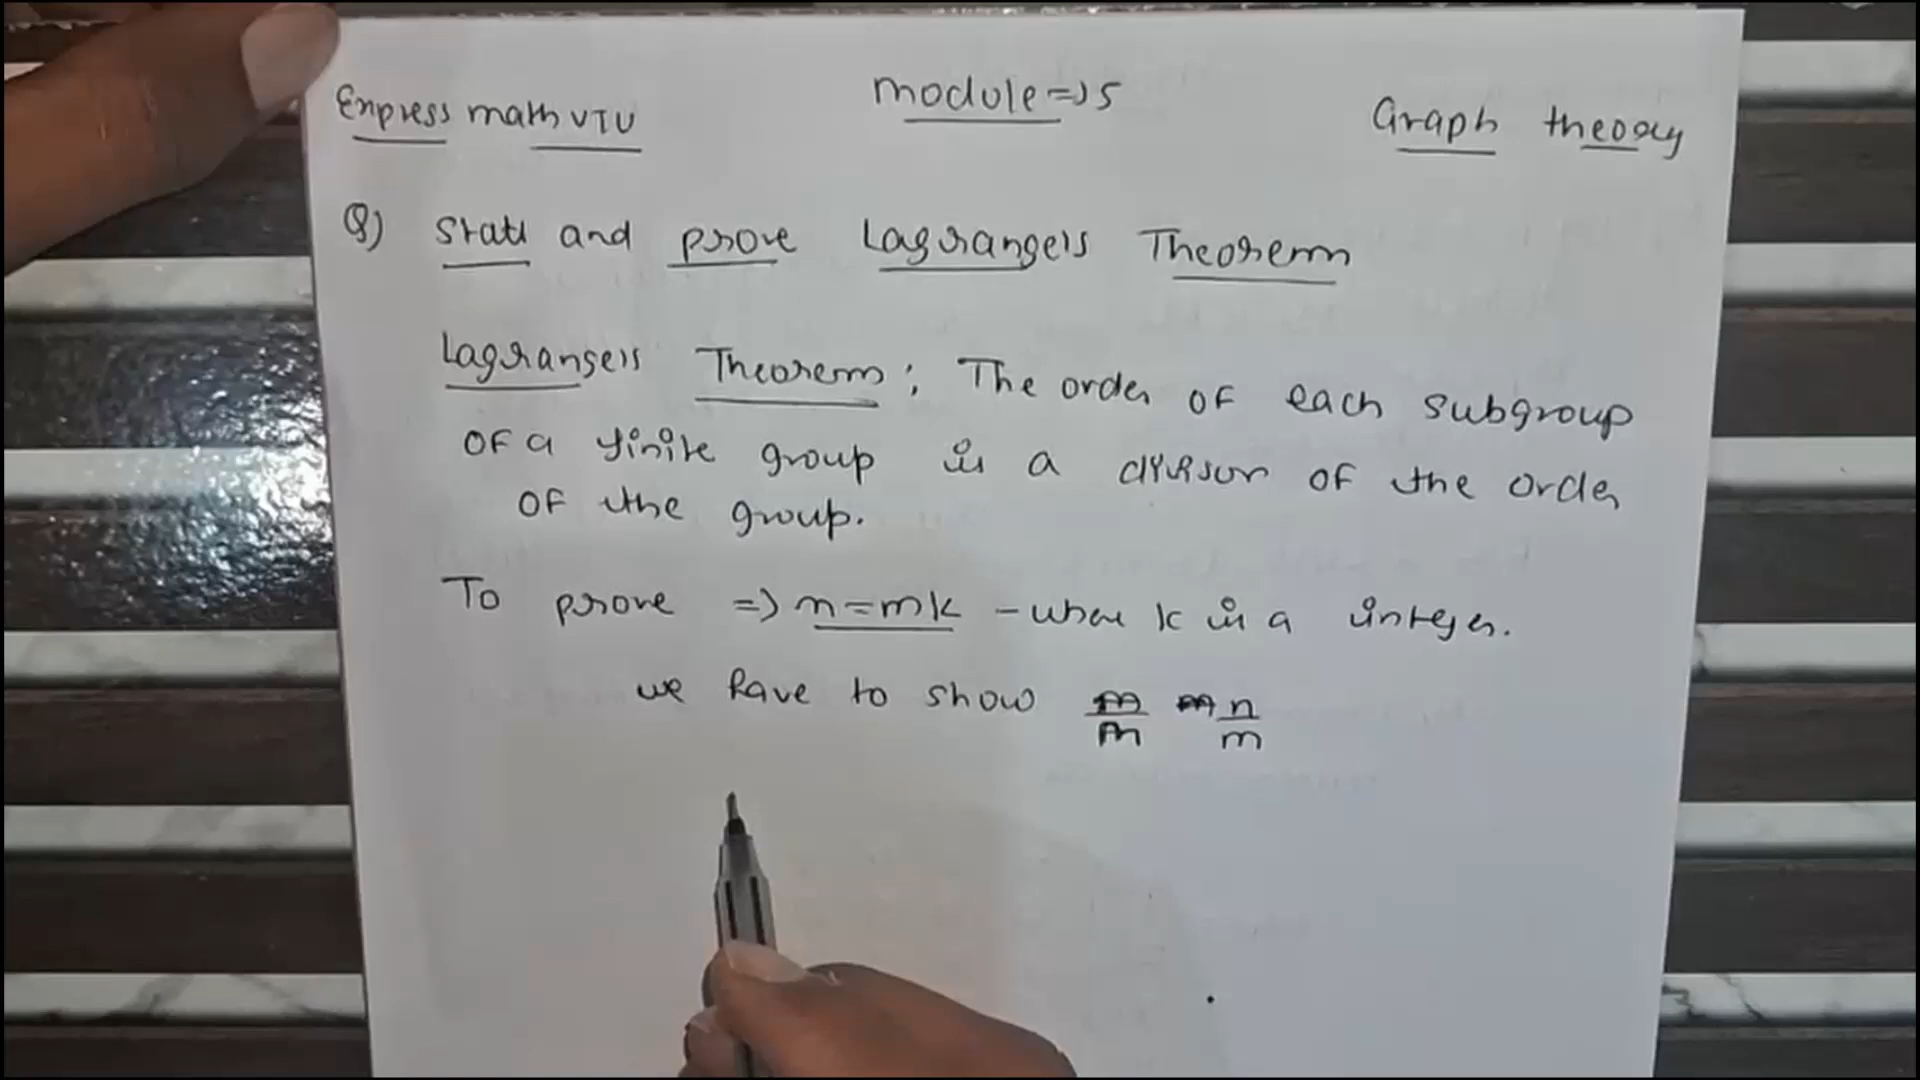 Express math VTU
module => 5
Graph theory
Q) State and prove Lagrange's Theorem
Lagrange's Theorem : The order of each subgroup
of a finite group is a divisor of the order
of the group.
To prove => n=mk - where k is a integer.
we have to show n/m